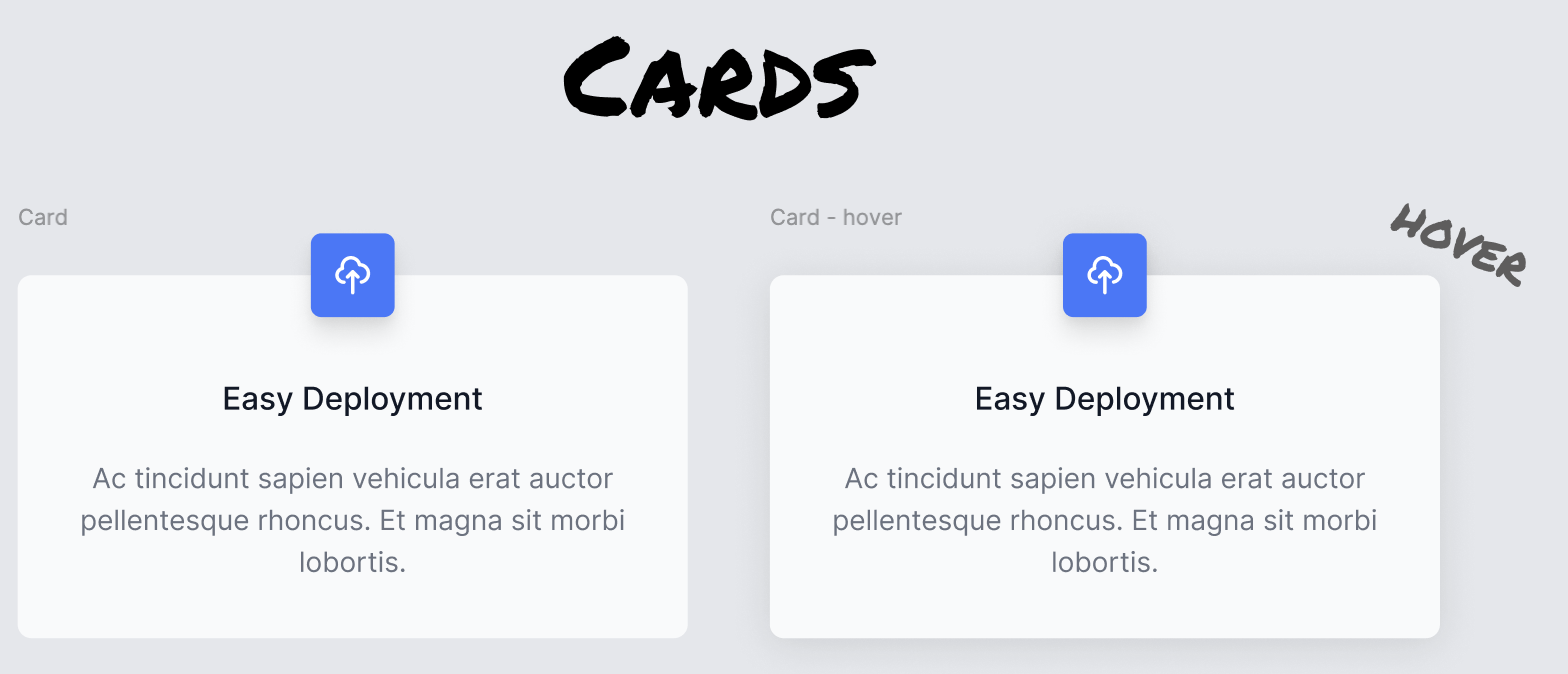 CARDS
Card
Card - hover
HOVER
Easy Deployment
Ac tincidunt sapien vehicula erat auctor
pellentesque rhoncus. Et magna sit morbi
lobortis.
Easy Deployment
Ac tincidunt sapien vehicula erat auctor
pellentesque rhoncus. Et magna sit morbi
lobortis.